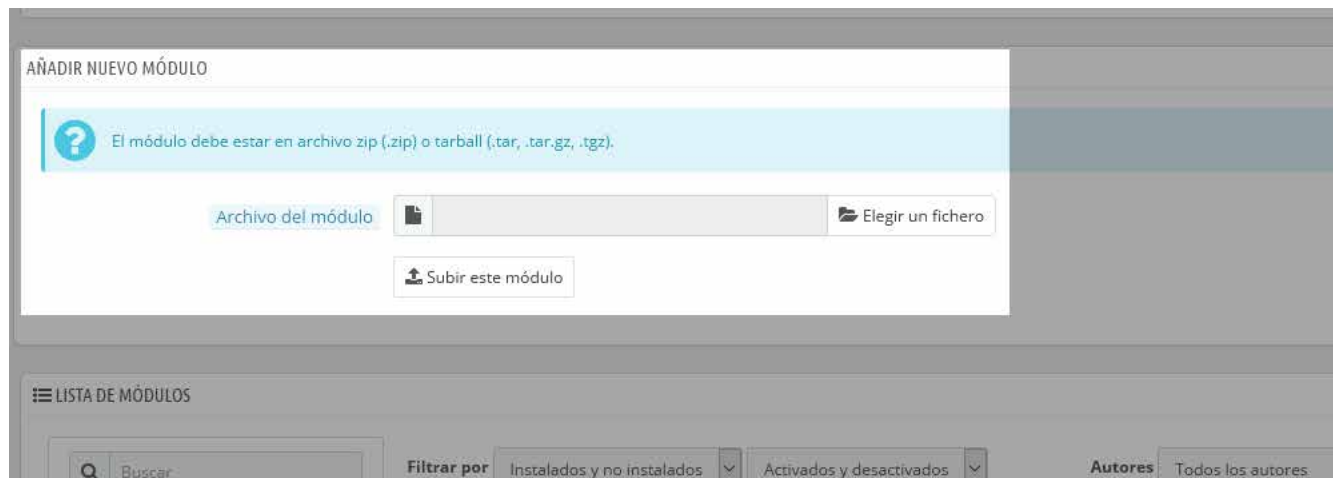 AÑADIR NUEVO MÓDULO
El módulo debe estar en archivo zip (.zip) o tarball (.tar, .tar.gz, .tgz).
Archivo del módulo Elegir un fichero
Subir este módulo
LISTA DE MÓDULOS
Buscar Filtrar por Instalados y no instalados Activados y desactivados Autores Todos los autores